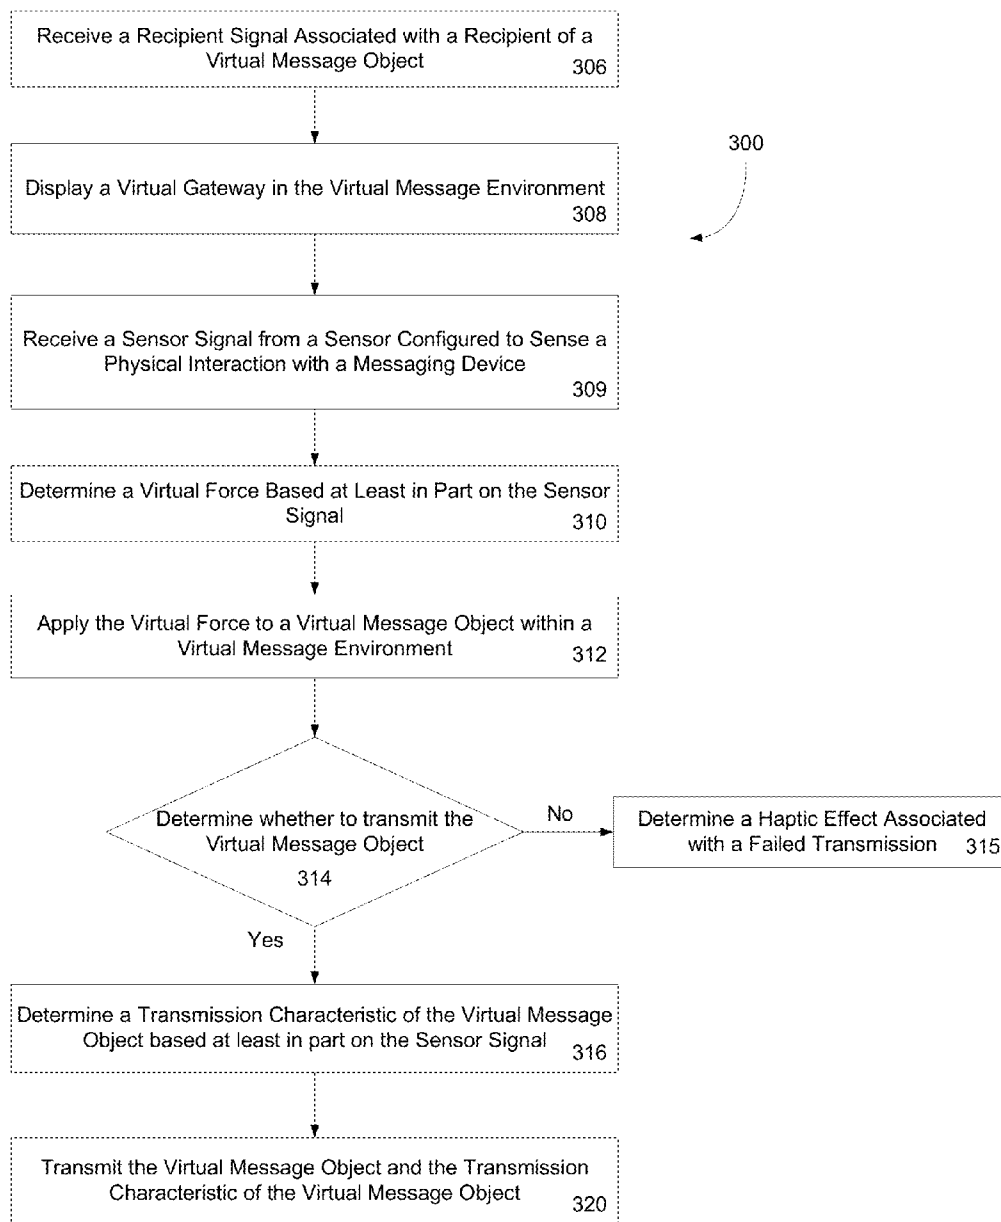 Receive a Recipient Signal Associated with a Recipient of a
Virtual Message Object
306
Display a Virtual Gateway in the Virtual Message Environment
308
300
Receive a Sensor Signal from a Sensor Configured to Sense a
Physical Interaction with a Messaging Device
309
Determine a Virtual Force Based at Least in Part on the Sensor
Signal
310
Apply the Virtual Force to a Virtual Message Object within a
Virtual Message Environment
312
Determine whether to transmit the
Virtual Message Object
314
No
Determine a Haptic Effect Associated
with a Failed Transmission
315
Yes
Determine a Transmission Characteristic of the Virtual Message
Object based at least in part on the Sensor Signal
316
Transmit the Virtual Message Object and the Transmission
Characteristic of the Virtual Message Object
320